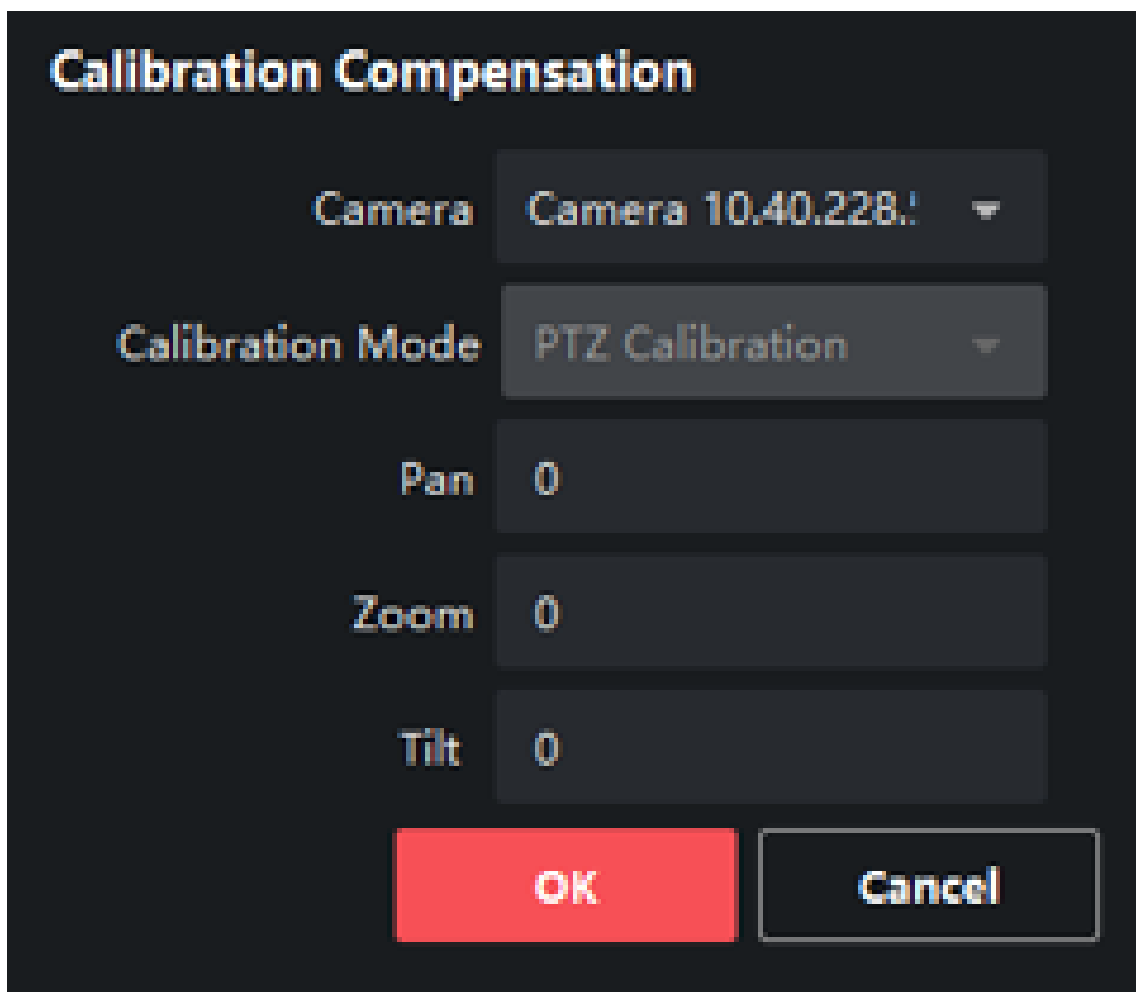 Calibration Compensation
Camera Camera 10.40.228.
Calibration Mode PTZ Calibration
Pan 0
Zoom 0
Tilt 0
OK Cancel